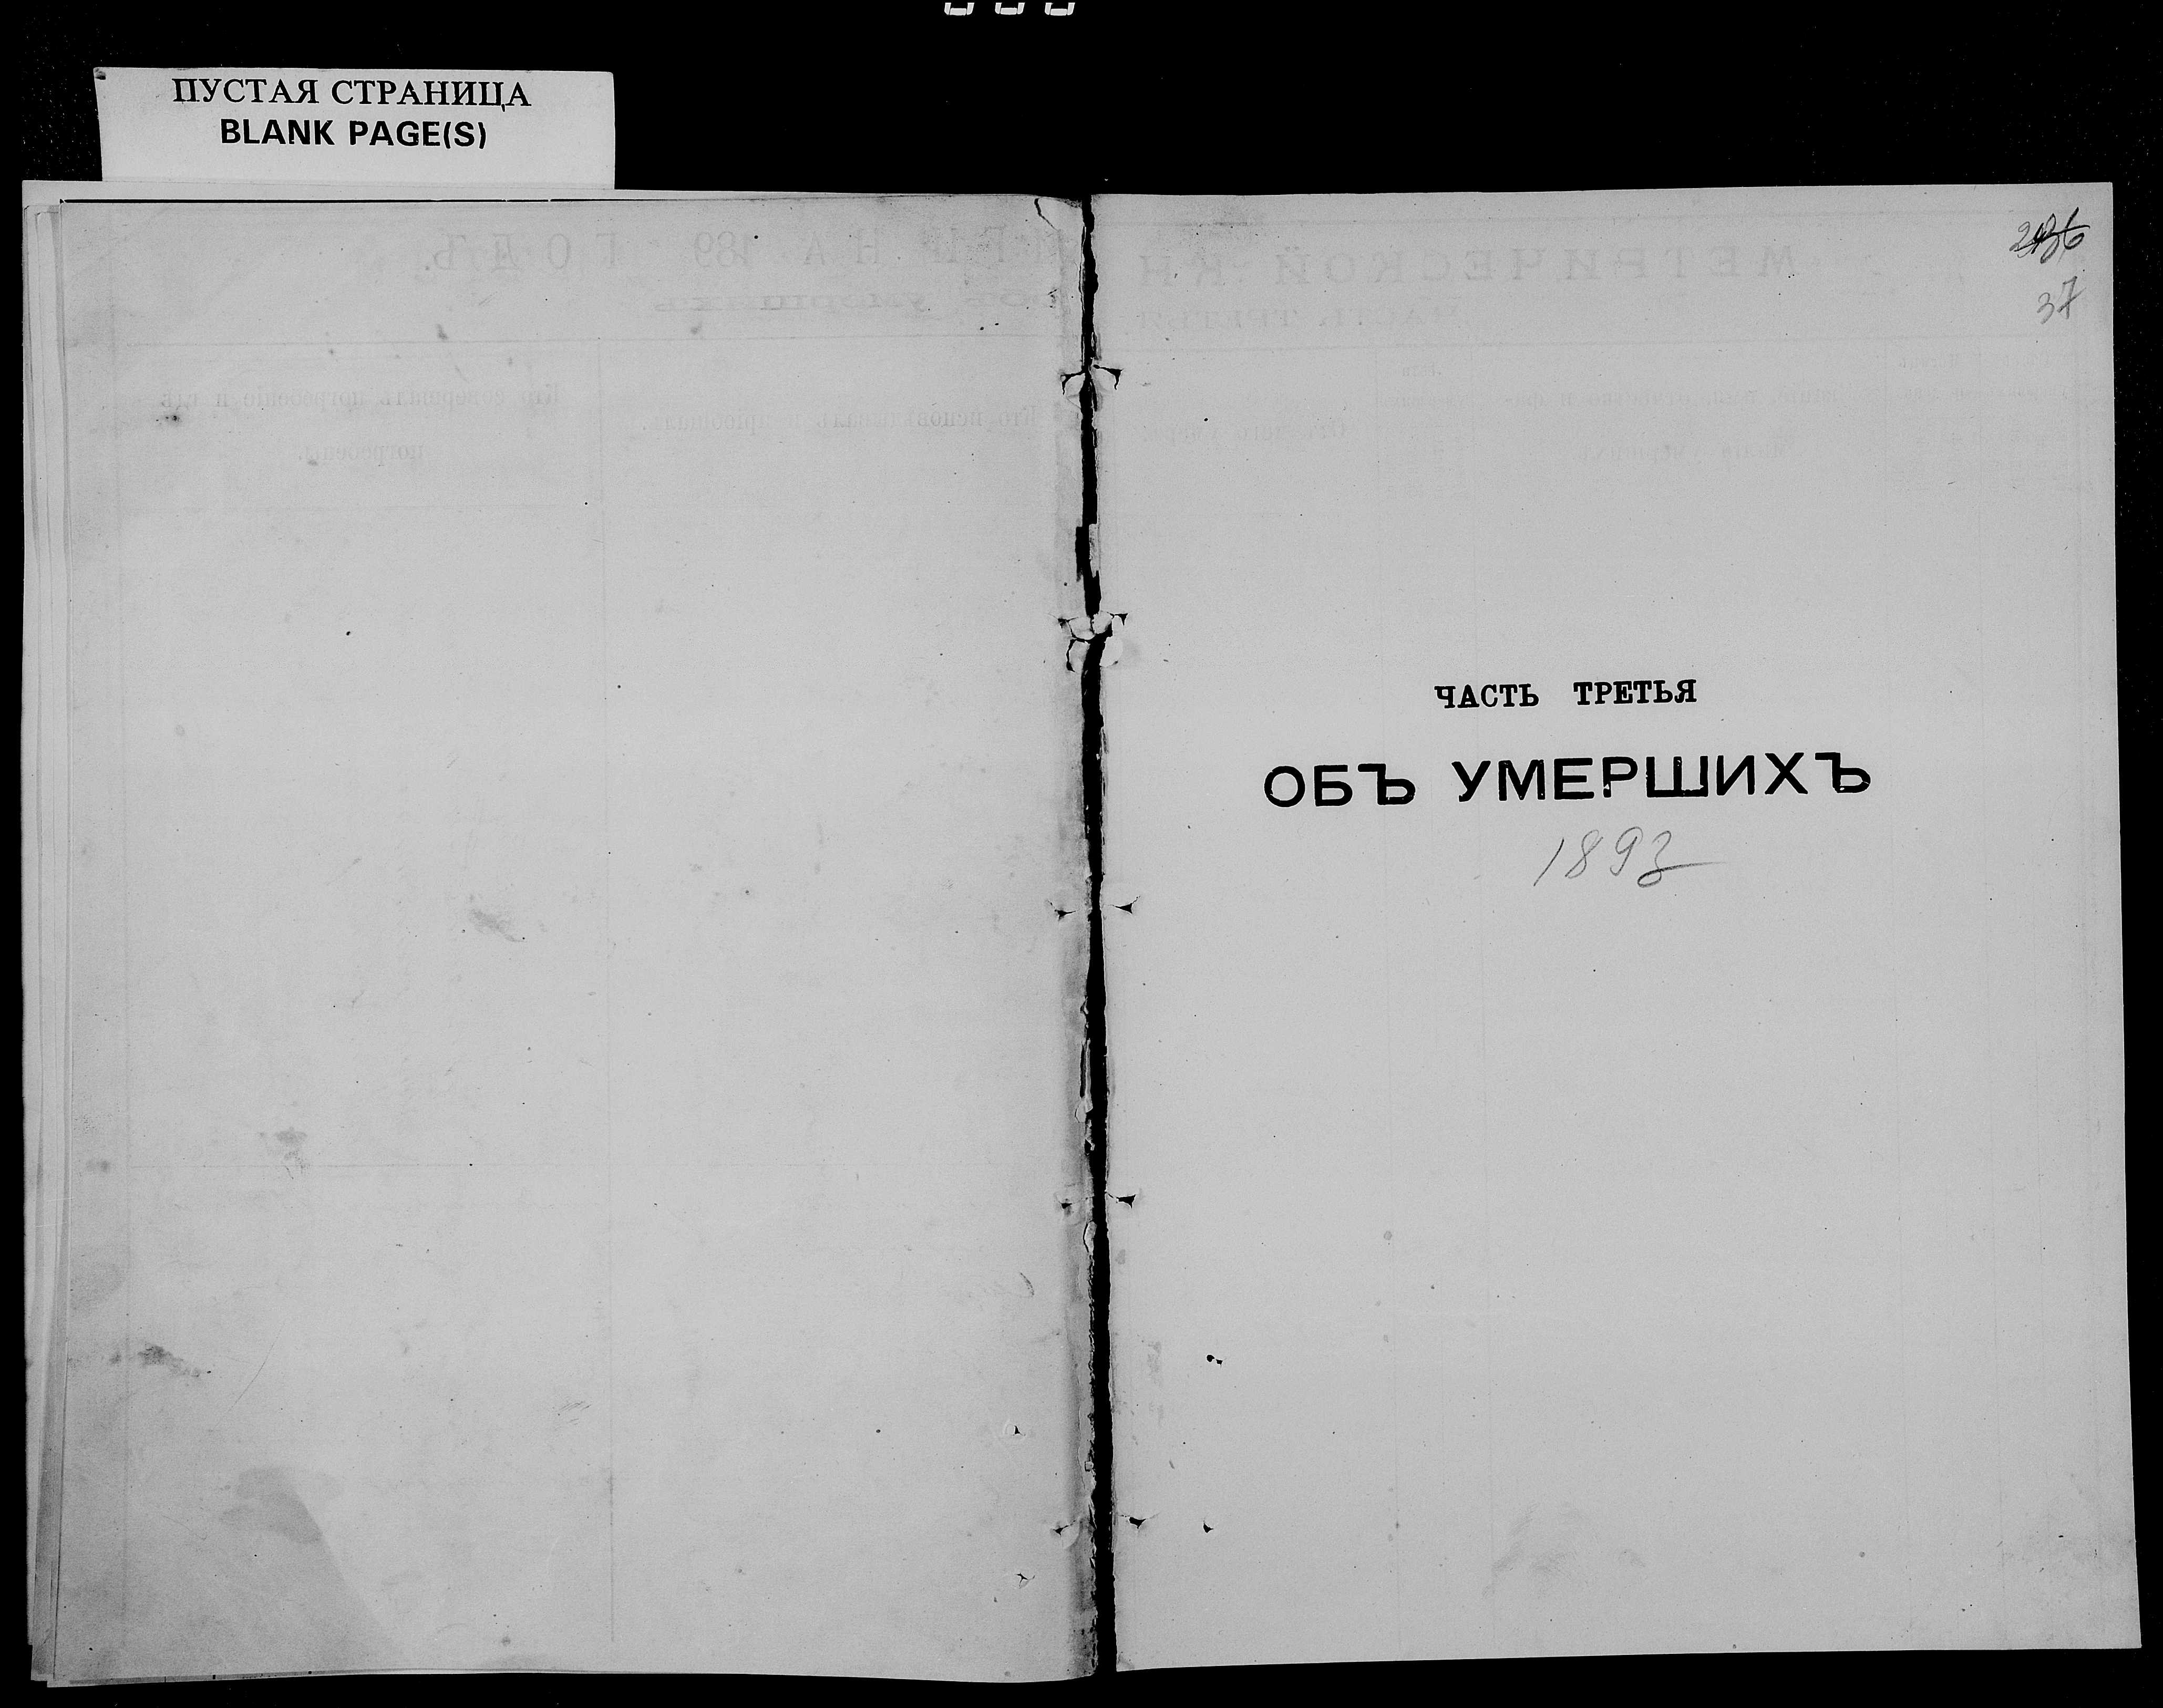 ПУСТАЯ СТРАНИЦА
BLANK PAGE(S)
37
ЧАСТЬ ТРЕТЬЯ
ОБЪ УМЕРШИХЪ
1893